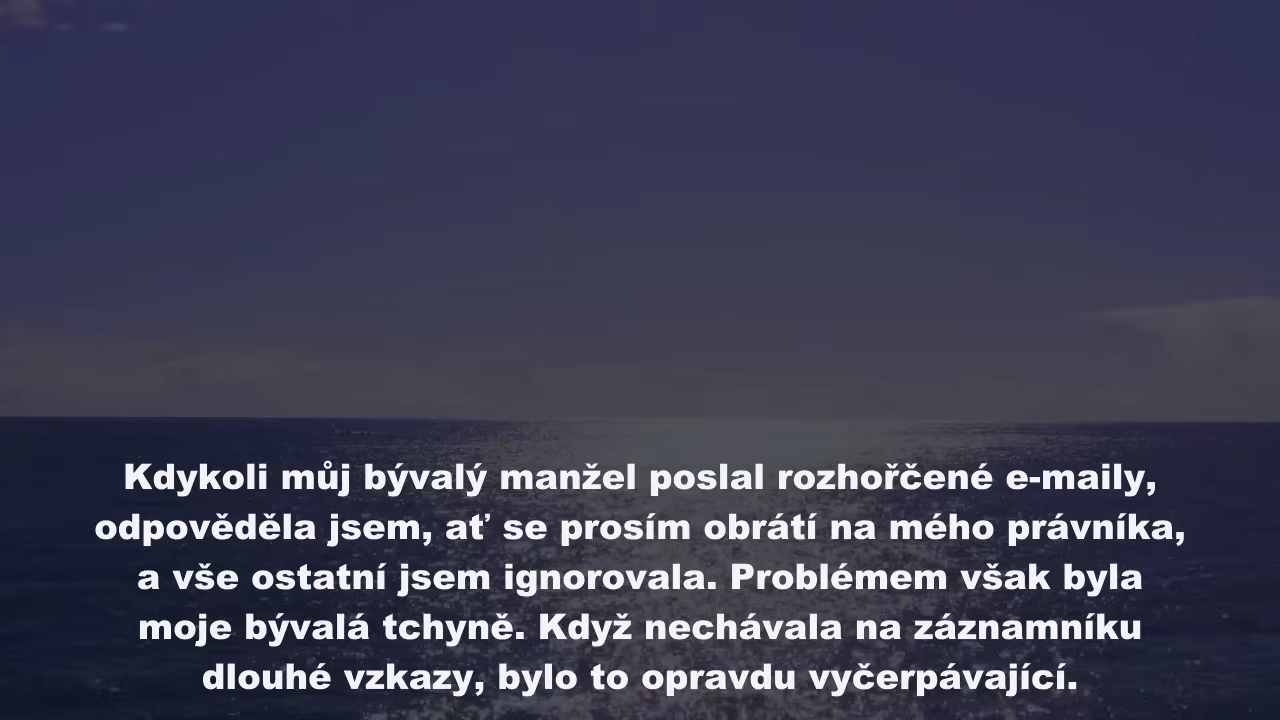 Kdykoli můj bývalý manžel poslal rozhořčené e-maily,
odpověděla jsem, ať se prosím obrátí na mého právníka,
a vše ostatní jsem ignorovala. Problémem však byla
moje bývalá tchyně. Když nechávala na záznamníku
dlouhé vzkazy, bylo to opravdu vyčerpávající.